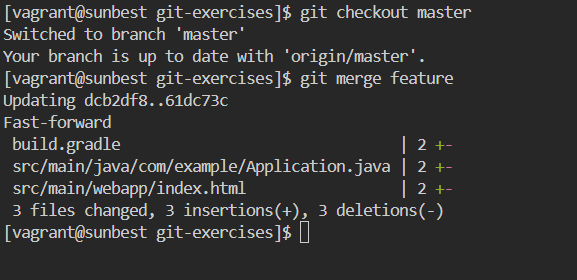 [vagrant@sunbest git-exercises]$ git checkout master
Switched to branch 'master'
Your branch is up to date with 'origin/master'.
[vagrant@sunbest git-exercises]$ git merge feature
Updating dcb2df8..61dc73c
Fast-forward
 build.gradle                              | 2 +-
 src/main/java/com/example/Application.java | 2 +-
 src/main/webapp/index.html                 | 2 +-
 3 files changed, 3 insertions(+), 3 deletions(-)
[vagrant@sunbest git-exercises]$